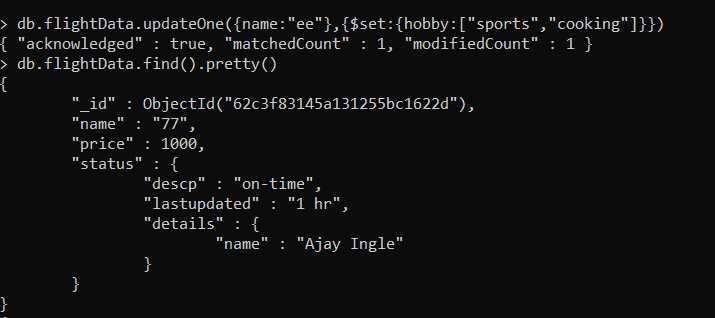 > db.flightData.updateOne({name:"ee"},{$set:{hobby:["sports","cooking"]}})
{ "acknowledged" : true, "matchedCount" : 1, "modifiedCount" : 1 }
> db.flightData.find().pretty()
{
        "_id" : ObjectId("62c3f83145a131255bc1622d"),
        "name" : "77",
        "price" : 1000,
        "status" : {
                "descp" : "on-time",
                "lastupdated" : "1 hr",
                "details" : {
                        "name" : "Ajay Ingle"
                }
        }
}